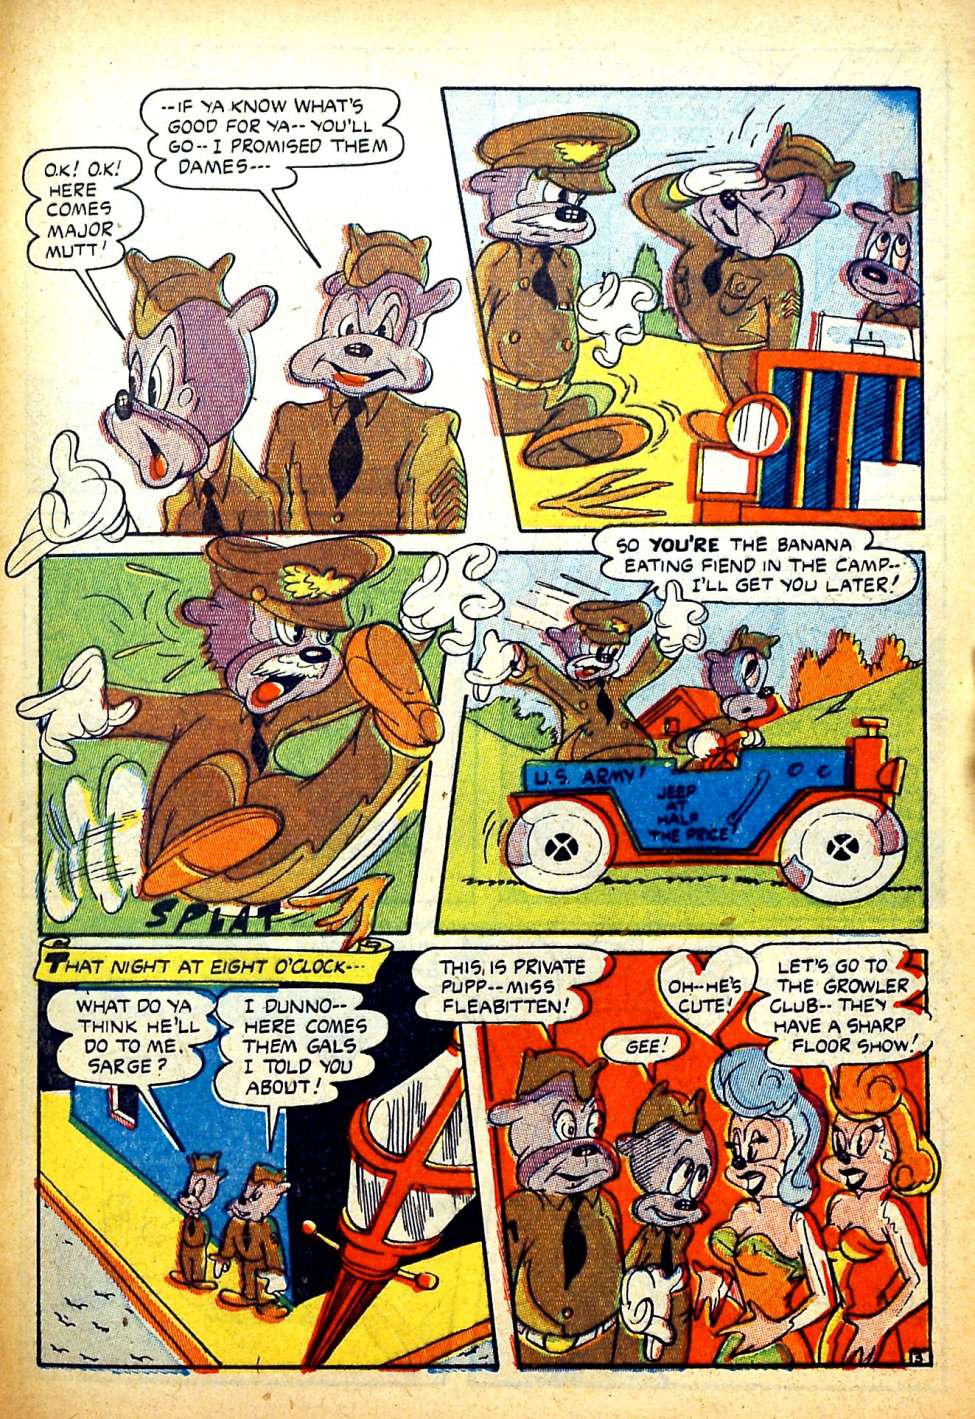 --IF YA KNOW WHAT'S
GOOD FOR YA-- YOU'LL
GO-- I PROMISED THEM
DAMES---
O.K.! O.K.!
HERE
COMES
MAJOR
MUTT!
SO YOU'RE THE BANANA
EATING FIEND IN THE CAMP--
I'LL GET YOU LATER!
U.S. ARMY!
JEEP
AT
HALF
THE PRICE!
SPLAT
THAT NIGHT AT EIGHT O'CLOCK---
WHAT DO YA
THINK HE'LL
DO TO ME,
SARGE?
I DUNNO--
HERE COMES
THEM GALS
I TOLD YOU
ABOUT!
THIS, IS PRIVATE
PUPP-- MISS
FLEABITTEN!
GEE!
OH--HE'S
CUTE!
LET'S GO TO
THE GROWLER
CLUB-- THEY
HAVE A SHARP
FLOOR SHOW!